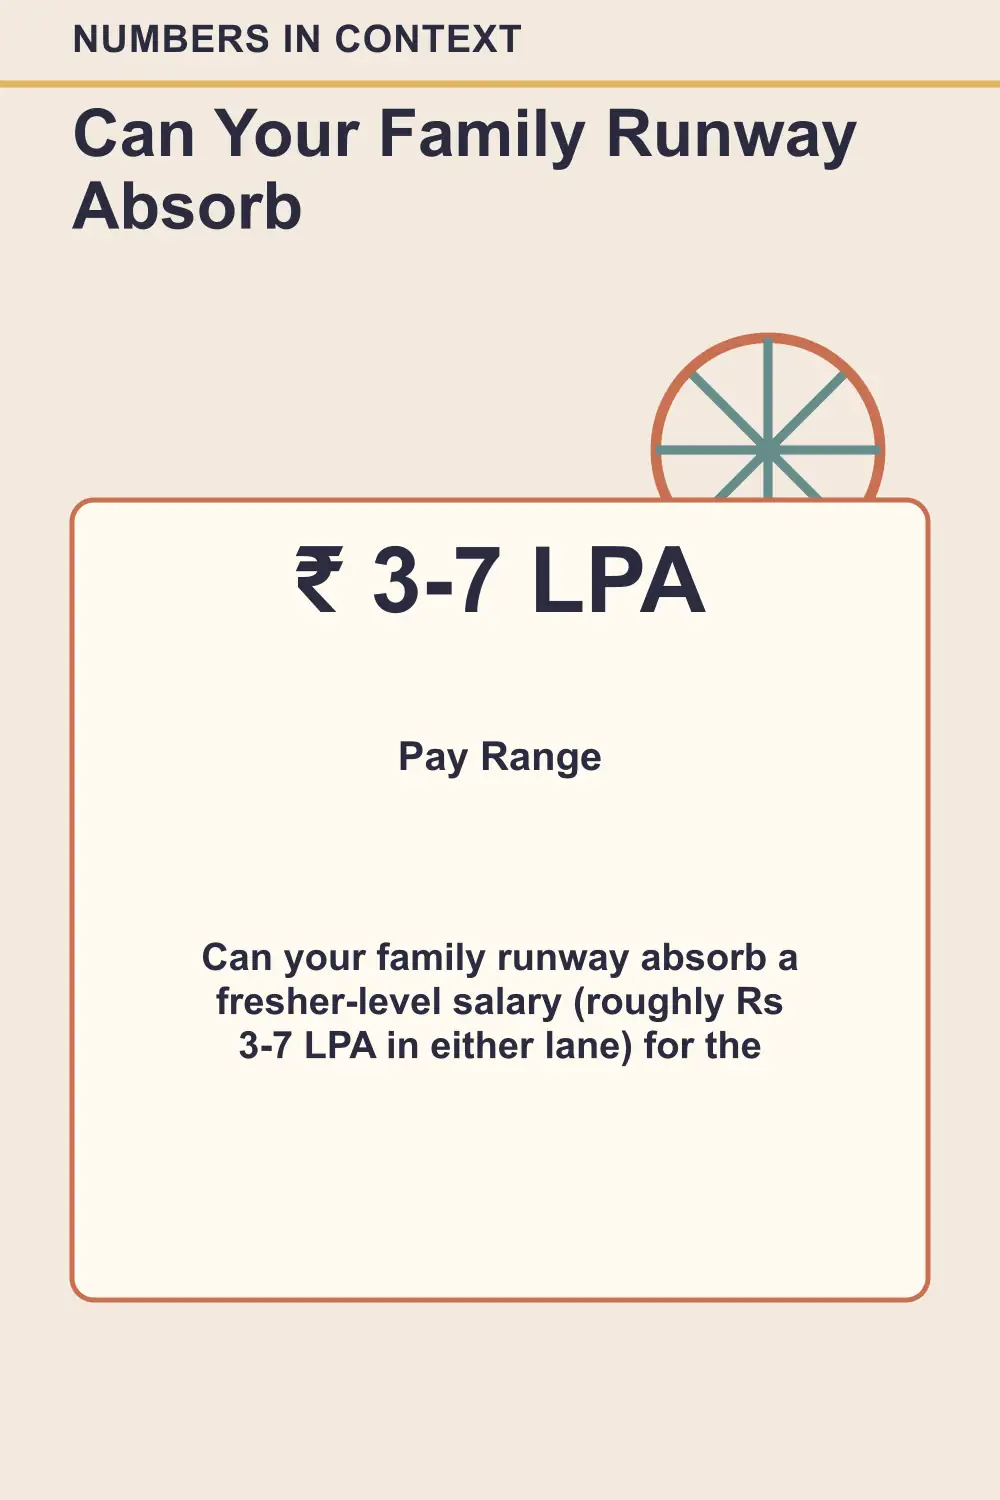 NUMBERS IN CONTEXT
Can Your Family Runway
Absorb
₹ 3-7 LPA
Pay Range
Can your family runway absorb a
fresher-level salary (roughly Rs
3-7 LPA in either lane) for the